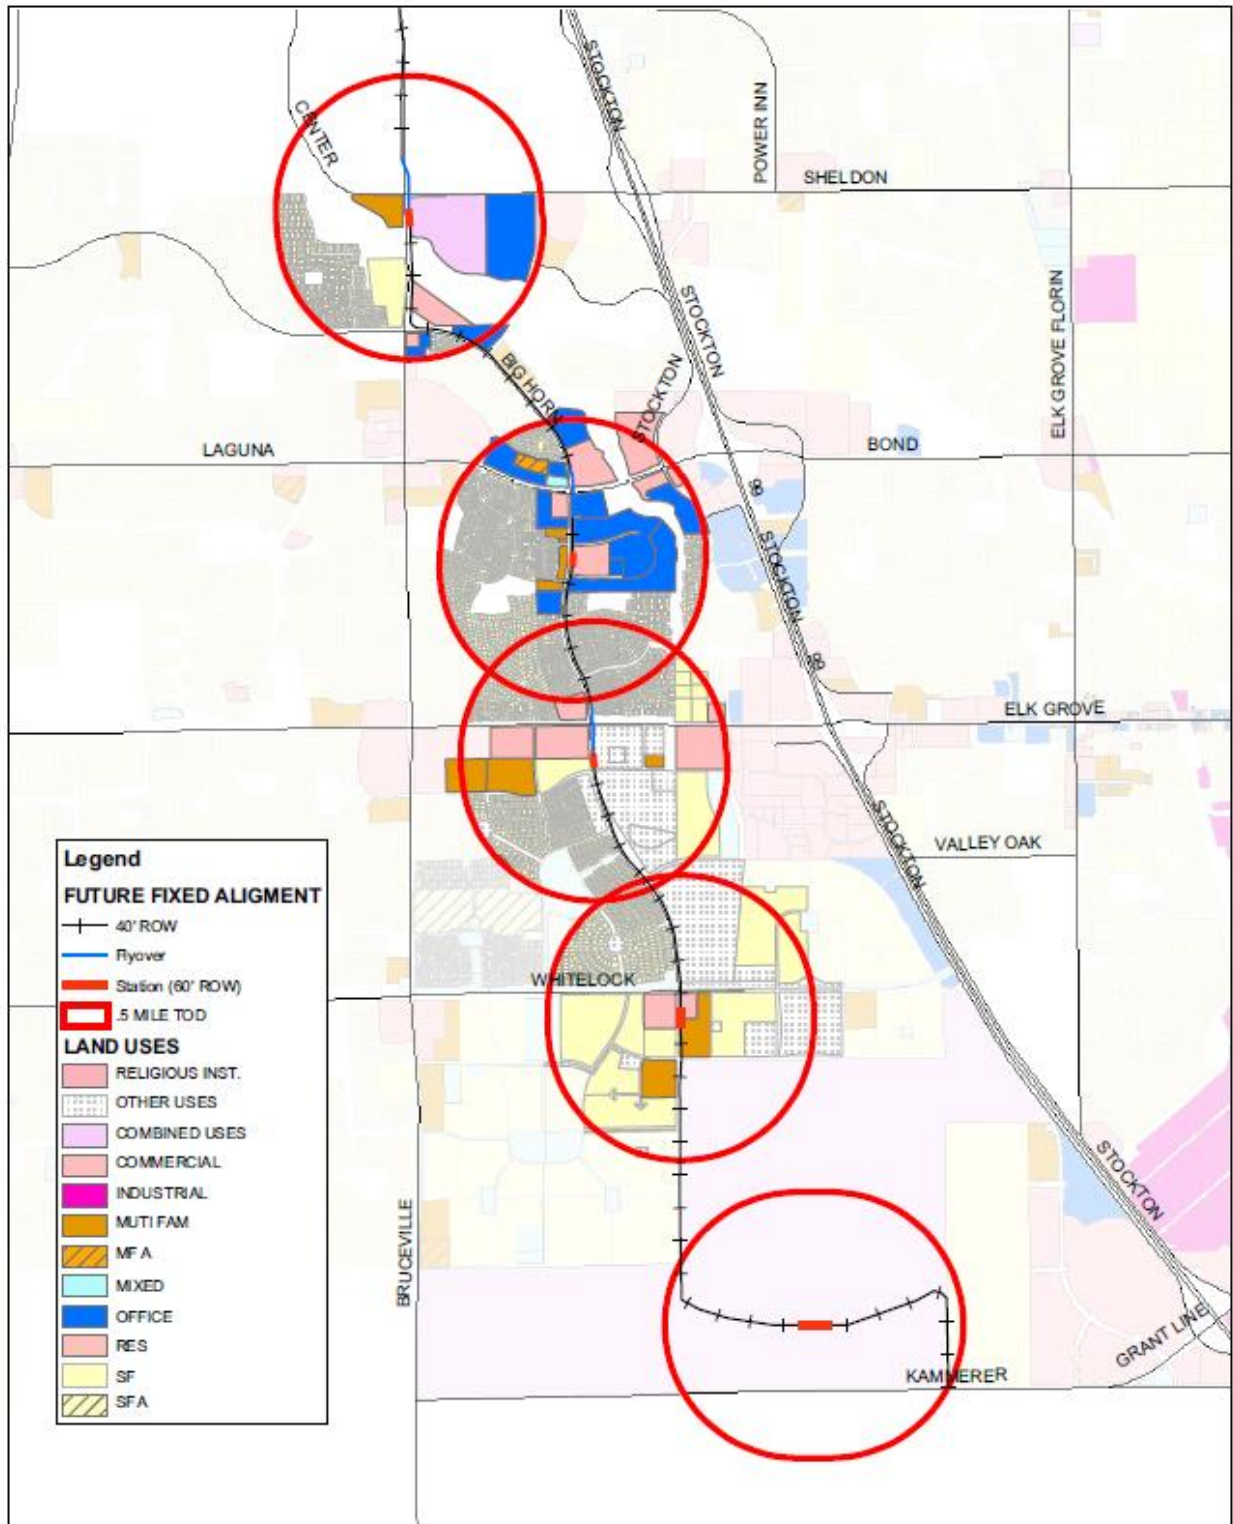 STOCKTON
CENTER
POWER INN
SHELDON
STOCKTON
ELK GROVE FLORIN
BIG HORN
STOCKTON
LAGUNA
BOND
99
STOCKTON
99
ELK GROVE
STOCKTON
VALLEY OAK
WHITELOCK
STOCKTON
BRUCEVILLE
GRANT LINE
KAMMERER
Legend
FUTURE FIXED ALIGMENT
40' ROW
Flyover
Station (60' ROW)
.5 MILE TOD
LAND USES
RELIGIOUS INST.
OTHER USES
COMBINED USES
COMMERCIAL
INDUSTRIAL
MUTI FAM
MFA
MIXED
OFFICE
RES
SF
SFA